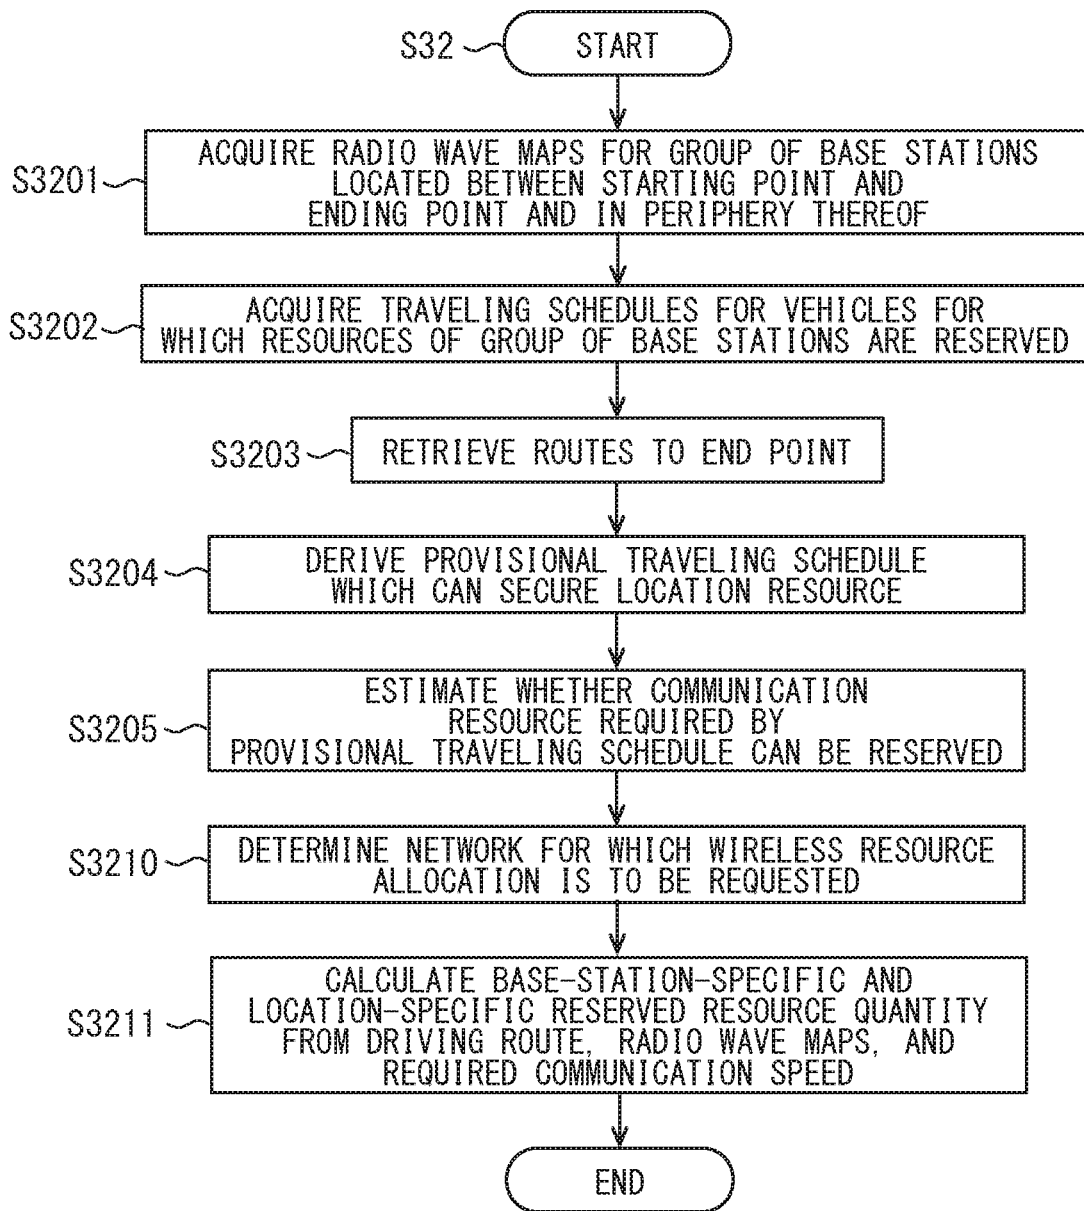 S32
START
S3201
ACQUIRE RADIO WAVE MAPS FOR GROUP OF BASE STATIONS
LOCATED BETWEEN STARTING POINT AND
ENDING POINT AND IN PERIPHERY THEREOF
S3202
ACQUIRE TRAVELING SCHEDULES FOR VEHICLES FOR
WHICH RESOURCES OF GROUP OF BASE STATIONS ARE RESERVED
S3203
RETRIEVE ROUTES TO END POINT
S3204
DERIVE PROVISIONAL TRAVELING SCHEDULE
WHICH CAN SECURE LOCATION RESOURCE
S3205
ESTIMATE WHETHER COMMUNICATION
RESOURCE REQUIRED BY
PROVISIONAL TRAVELING SCHEDULE CAN BE RESERVED
S3210
DETERMINE NETWORK FOR WHICH WIRELESS RESOURCE
ALLOCATION IS TO BE REQUESTED
S3211
CALCULATE BASE-STATION-SPECIFIC AND
LOCATION-SPECIFIC RESERVED RESOURCE QUANTITY
FROM DRIVING ROUTE, RADIO WAVE MAPS, AND
REQUIRED COMMUNICATION SPEED
END